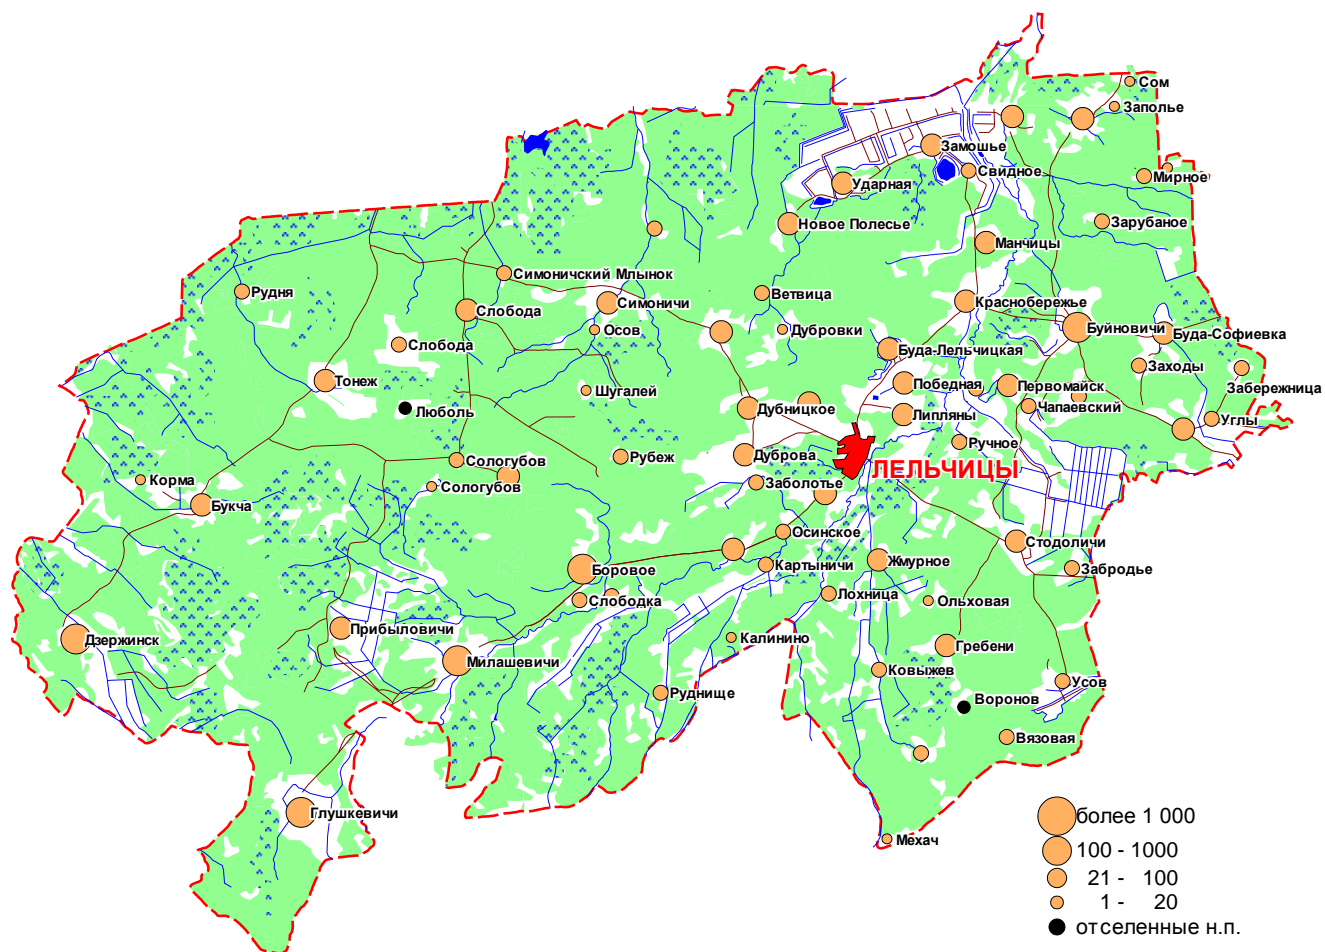 Сом
Заполье
Замошье
Свидное
Мирное
Ударная
Зарубаное
Новое Полесье
Манчицы
Симоничский Млынок
Рудня
Ветвица
Симоничи
Краснобережье
Слобода
Осов
Дубровки
Буйновичи
Буда-Софиевка
Слобода
Буда-Лельчицкая
Заходы
Тонеж
Победная
Первомайск
Забережница
Шугалей
Люболь
Дубницкое
Липляны
Чапаевский
Углы
Ручное
Сологубов
Рубеж
Дуброва
ЛЕЛЬЧИЦЫ
Корма
Сологубов
Заболотье
Букча
Осинское
Стодоличи
Боровое
Картыничи
Жмурное
Забродье
Слободка
Лохница
Ольховая
Дзержинск
Прибыловичи
Калинино
Гребени
Милашевичи
Ковыжев
Усов
Руднище
Воронов
Вязовая
Глушкевичи
Мехач
более 1 000
100 - 1000
21 - 100
1 - 20
отселенные н.п.